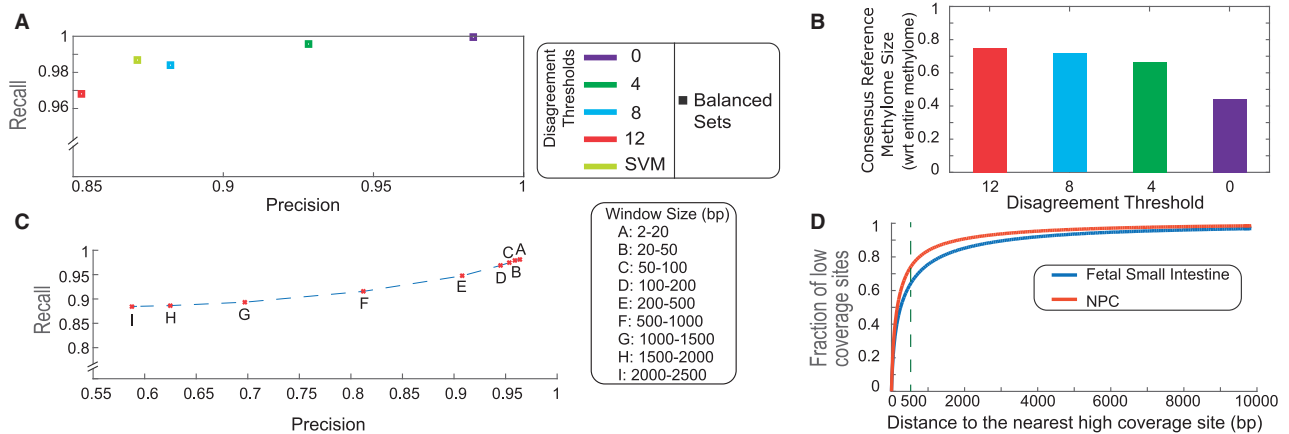 A
1
0.98
0.96
Recall
0.85
0.9
0.95
1
Precision
Disagreement
Thresholds
0
4
8
12
SVM
Balanced
Sets
B
Consensus Reference
Methylome Size
(wrt entire methylome)
1
0.8
0.6
0.4
0.2
0
12
8
4
0
Disagreement Threshold
C
Recall
1
0.95
0.9
0.85
0.8
I
H
G
F
E
D
C
B
A
0.55
0.6
0.65
0.7
0.75
0.8
0.85
0.9
0.95
1
Precision
Window Size (bp)
A: 2-20
B: 20-50
C: 50-100
D: 100-200
E: 200-500
F: 500-1000
G: 1000-1500
H: 1500-2000
I: 2000-2500
D
Fraction of low
coverage sites
1
0.8
0.6
0.4
0.2
0
Fetal Small Intestine
NPC
0
500
2000
4000
6000
8000
10000
Distance to the nearest high coverage site (bp)